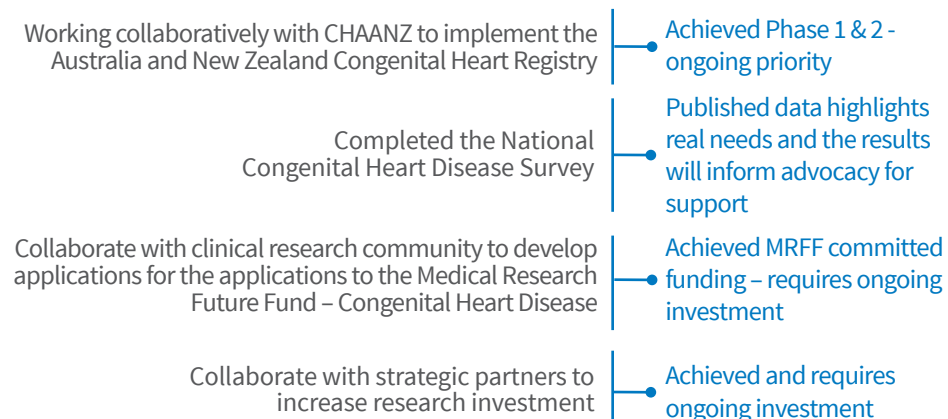 Working collaboratively with CHAANZ to implement the
Australia and New Zealand Congenital Heart Registry
Achieved Phase 1 & 2 -
ongoing priority
Completed the National
Congenital Heart Disease Survey
Published data highlights
real needs and the results
will inform advocacy for
support
Collaborate with clinical research community to develop
applications for the applications to the Medical Research
Future Fund – Congenital Heart Disease
Achieved MRFF committed
funding – requires ongoing
investment
Collaborate with strategic partners to
increase research investment
Achieved and requires
ongoing investment